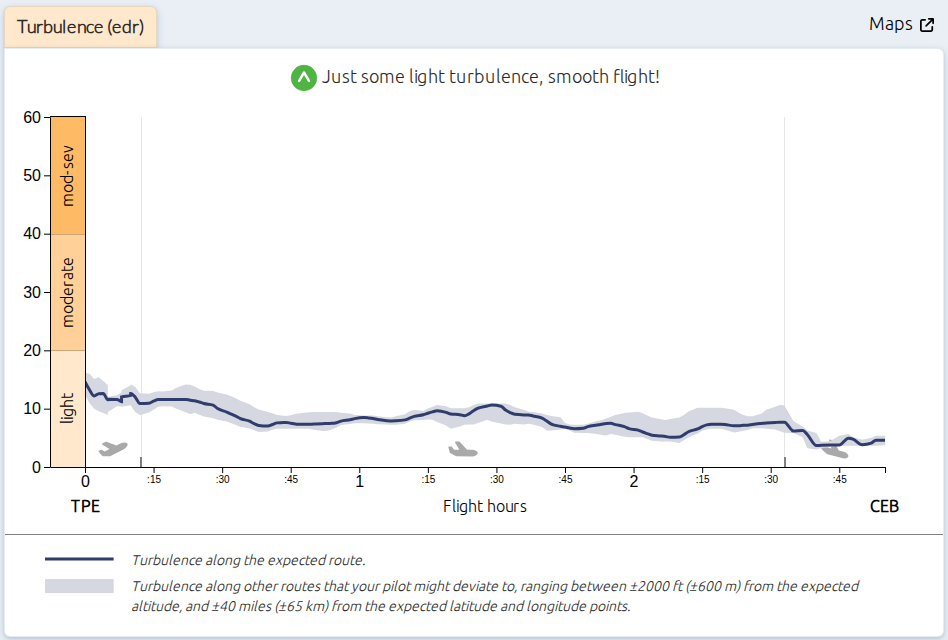 Turbulence (edr)
Maps
Just some light turbulence, smooth flight!
60
50
40
30
20
10
0
mod-sev
moderate
light
0 :15 :30 :45 1 :15 :30 :45 2 :15 :30 :45
TPE Flight hours CEB
Turbulence along the expected route.
Turbulence along other routes that your pilot might deviate to, ranging between ±2000 ft (±600 m) from the expected
altitude, and ±40 miles (±65 km) from the expected latitude and longitude points.